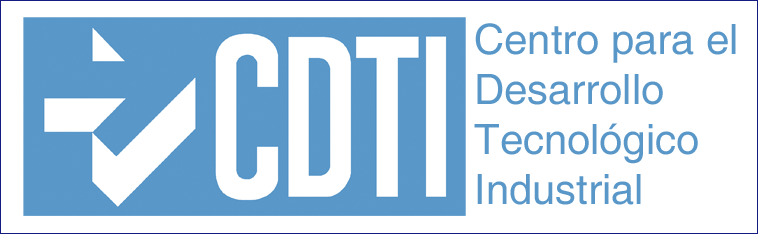 CDTI
Centro para el
Desarrollo
Tecnológico
Industrial